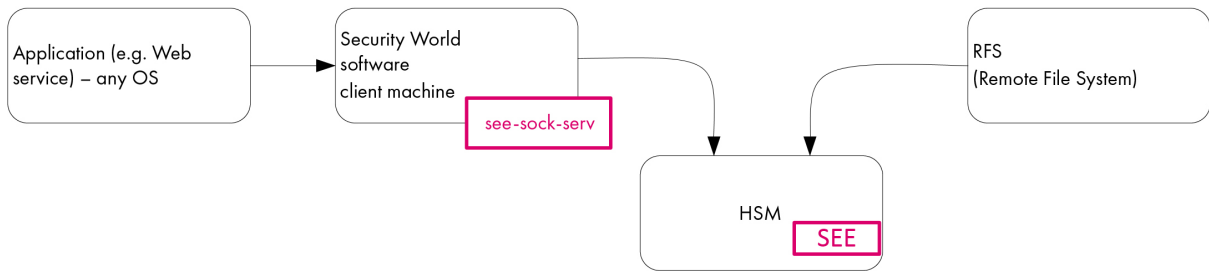 Application (e.g. Web
service) – any OS
Security World
software
client machine
see-sock-serv
RFS
(Remote File System)
HSM
SEE